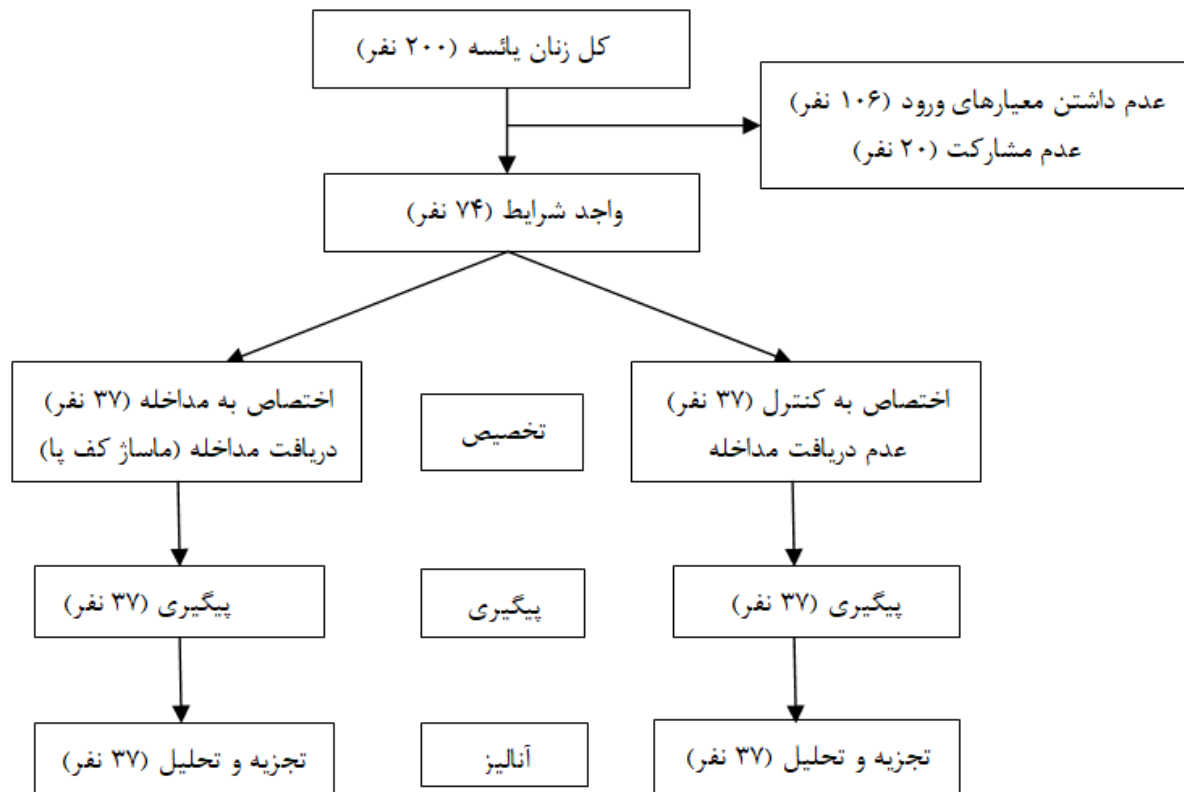 کل زنان یائسه (۲۰۰ نفر)
عدم داشتن معیارهای ورود (۱۰۶ نفر)
عدم مشارکت (۲۰ نفر)
واجد شرایط (۷۴ نفر)
اختصاص به کنترل (۳۷ نفر)
عدم دریافت مداخله
تخصیص
اختصاص به مداخله (۳۷ نفر)
دریافت مداخله (ماساژ کف پا)
پیگیری (۳۷ نفر)
پیگیری
پیگیری (۳۷ نفر)
تجزیه و تحلیل (۳۷ نفر)
آنالیز
تجزیه و تحلیل (۳۷ نفر)